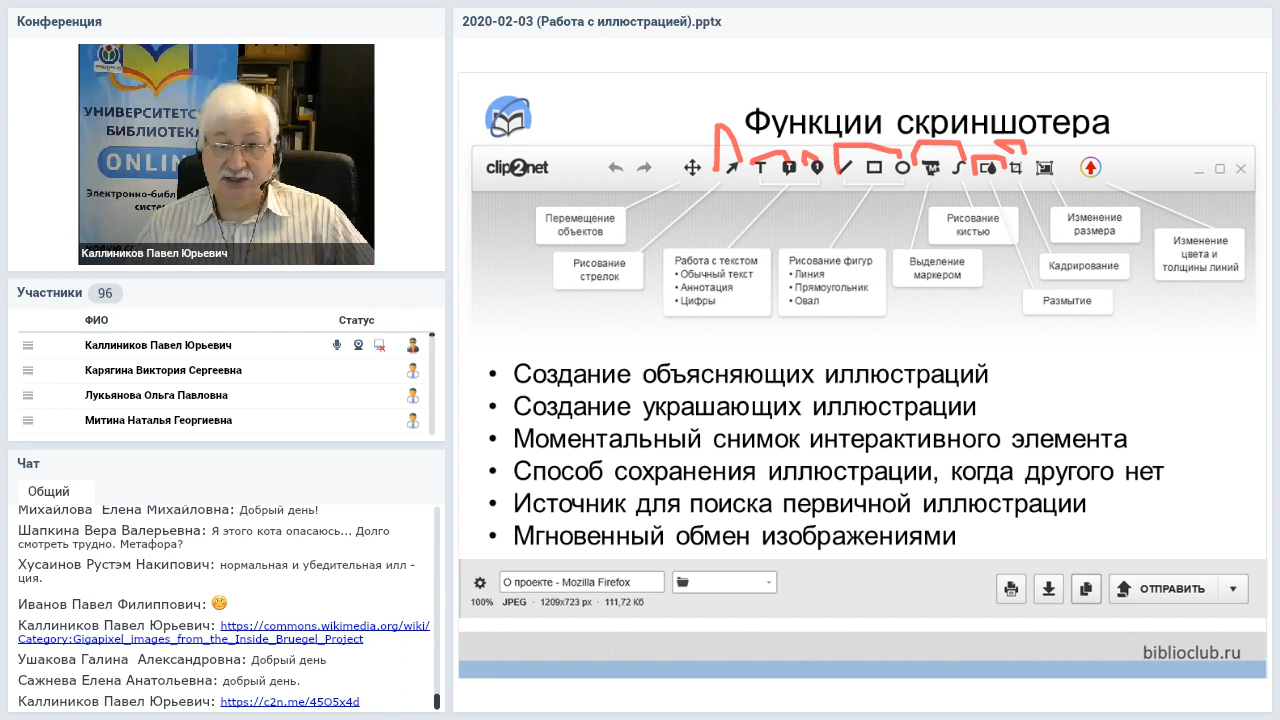 Конференция
УНИВЕРСИТЕТС
БИБЛИОТЕКА
ONLIN
Электронно-библи
систем
Каллиников Павел Юрьевич
Участники 96
ФИО Статус
Каллиников Павел Юрьевич
Карягина Виктория Сергеевна
Лукьянова Ольга Павловна
Митина Наталья Георгиевна
Чат
Общий
Михайлова Елена Михайловна: Добрый день!
Шапкина Вера Валерьевна: Я этого кота опасаюсь... Долго
смотреть трудно. Метафора?
Хусаинов Рустэм Накипович: нормальная и убедительная илл -
ция.
Иванов Павел Филиппович:
Каллиников Павел Юрьевич: https://commons.wikimedia.org/wiki/
Category:Gigapixel_images_from_the_Inside_Bruegel_Project
Ушакова Галина Александровна: Добрый день
Сажнева Елена Анатольевна: добрый день.
Каллиников Павел Юрьевич: https://c2n.me/45O5x4d
2020-02-03 (Работа с иллюстрацией).pptx
Функции скриншотера
clip2net
Перемещение
объектов
Рисование
стрелок
Работа с текстом
• Обычный текст
• Аннотация
• Цифры
Рисование фигур
• Линия
• Прямоугольник
• Овал
Выделение
маркером
Рисование
кистью
Изменение
размера
Кадрирование
Размытие
Изменение
цвета и
толщины линий
• Создание объясняющих иллюстраций
• Создание украшающих иллюстрации
• Моментальный снимок интерактивного элемента
• Способ сохранения иллюстрации, когда другого нет
• Источник для поиска первичной иллюстрации
• Мгновенный обмен изображениями
О проекте - Mozilla Firefox
100% JPEG · 1209x723 px · 111,72 Кб
ОТПРАВИТЬ
biblioclub.ru